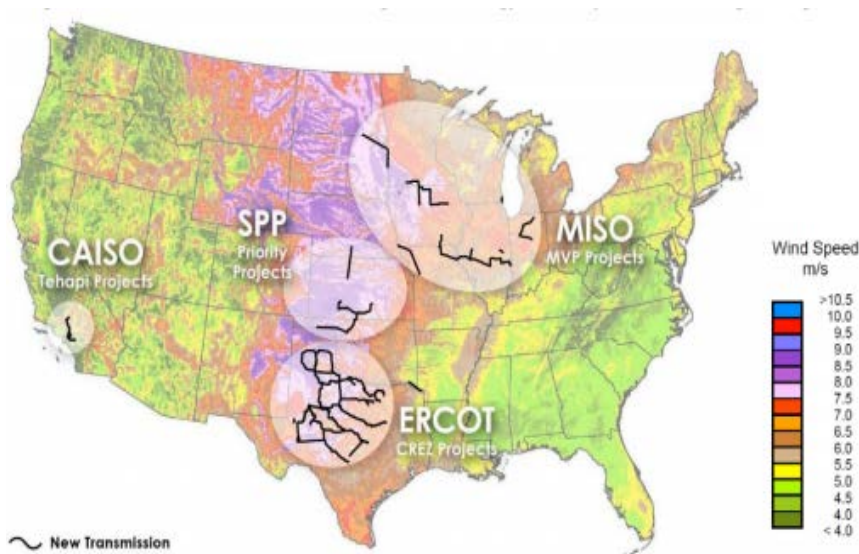 SPP
Priority
Projects
CAISO
Tehapi Projects
MISO
MVP Projects
ERCOT
CREZ Projects
Wind Speed
m/s
>10.5
10.0
9.5
9.0
8.5
8.0
7.5
7.0
6.5
6.0
5.5
5.0
4.5
4.0
< 4.0
New Transmission